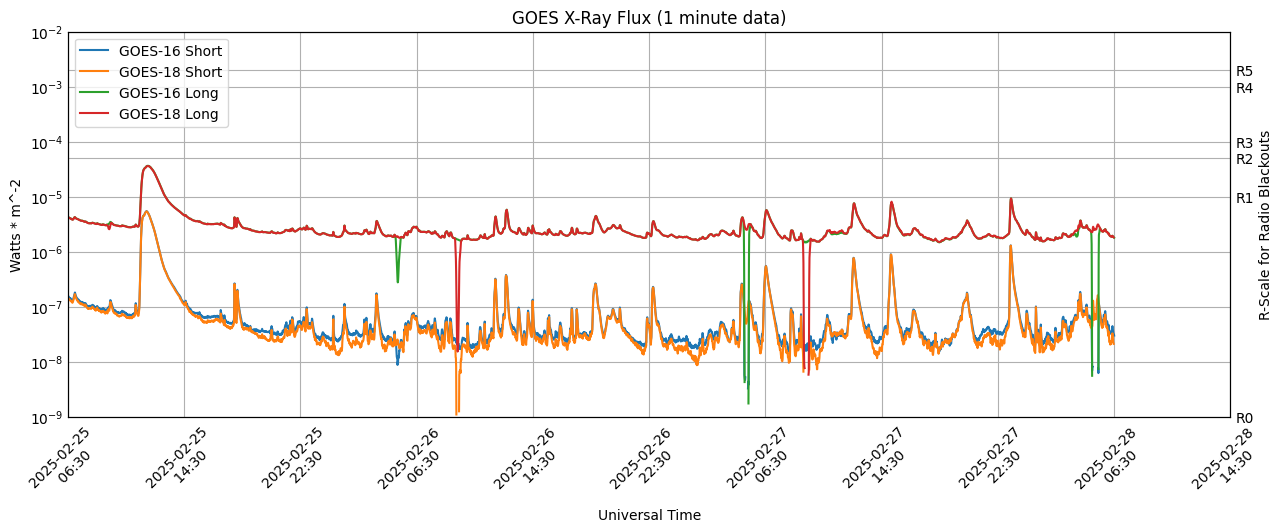 GOES X-Ray Flux (1 minute data)
GOES-16 Short
GOES-18 Short
GOES-16 Long
GOES-18 Long
10⁻²
10⁻³
10⁻⁴
10⁻⁵
10⁻⁶
10⁻⁷
10⁻⁸
10⁻⁹
Watts * m^-2
R5
R4
R3
R2
R1
R0
R-Scale for Radio Blackouts
2025-02-25
06:30
2025-02-25
14:30
2025-02-25
22:30
2025-02-26
06:30
2025-02-26
14:30
2025-02-26
22:30
2025-02-27
06:30
2025-02-27
14:30
2025-02-27
22:30
2025-02-28
06:30
2025-02-28
14:30
Universal Time